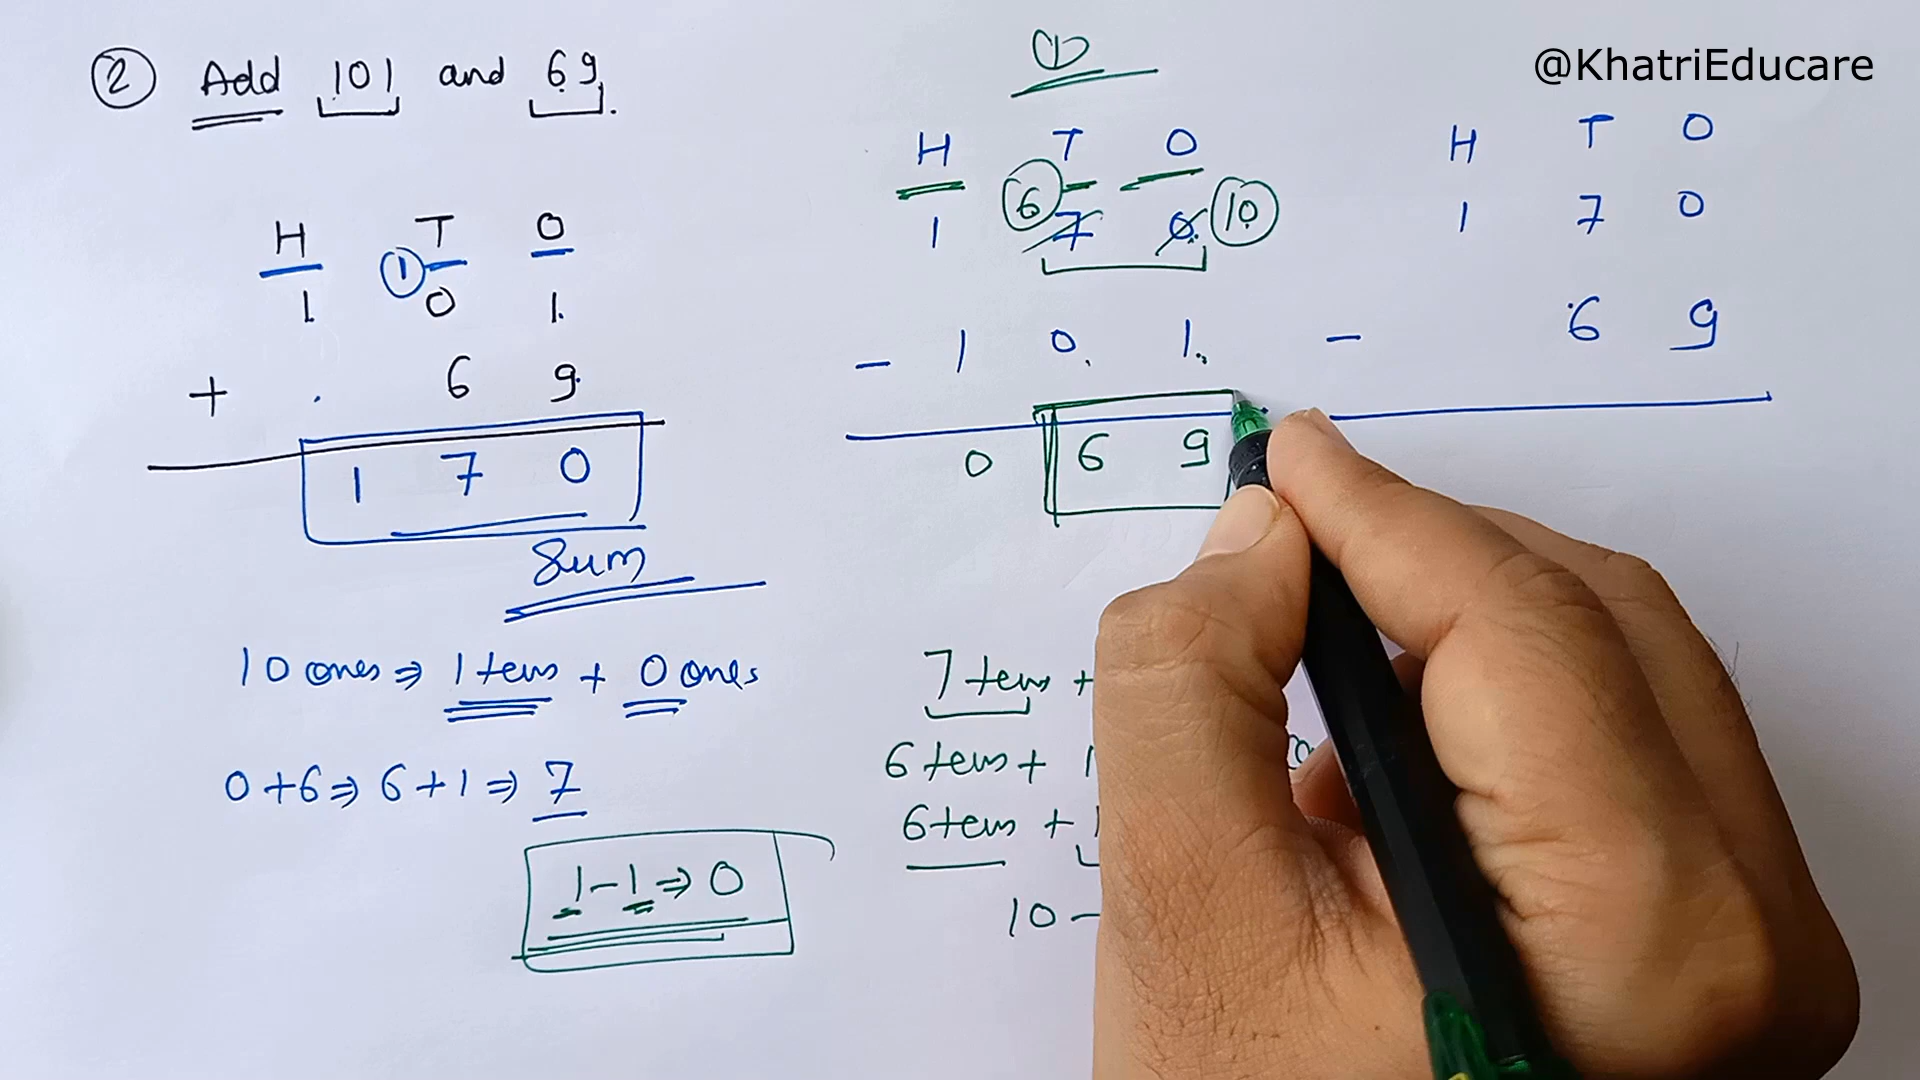 ② Add 101 and 69.
H T O
① 
1 0 1
+ 6 9
1 7 0
Sum
10 ones ⇒ 1 tens + 0 ones
0+6 ⇒ 6+1 ⇒ 7
1-1 ⇒ 0
①
H T O
1 6 7 0 10
- 1 0 1
0 6 9
7 tens +
6 tens + 1
6 tens + 1
10 -
@KhatriEducare
H T O
1 7 0
- 6 9